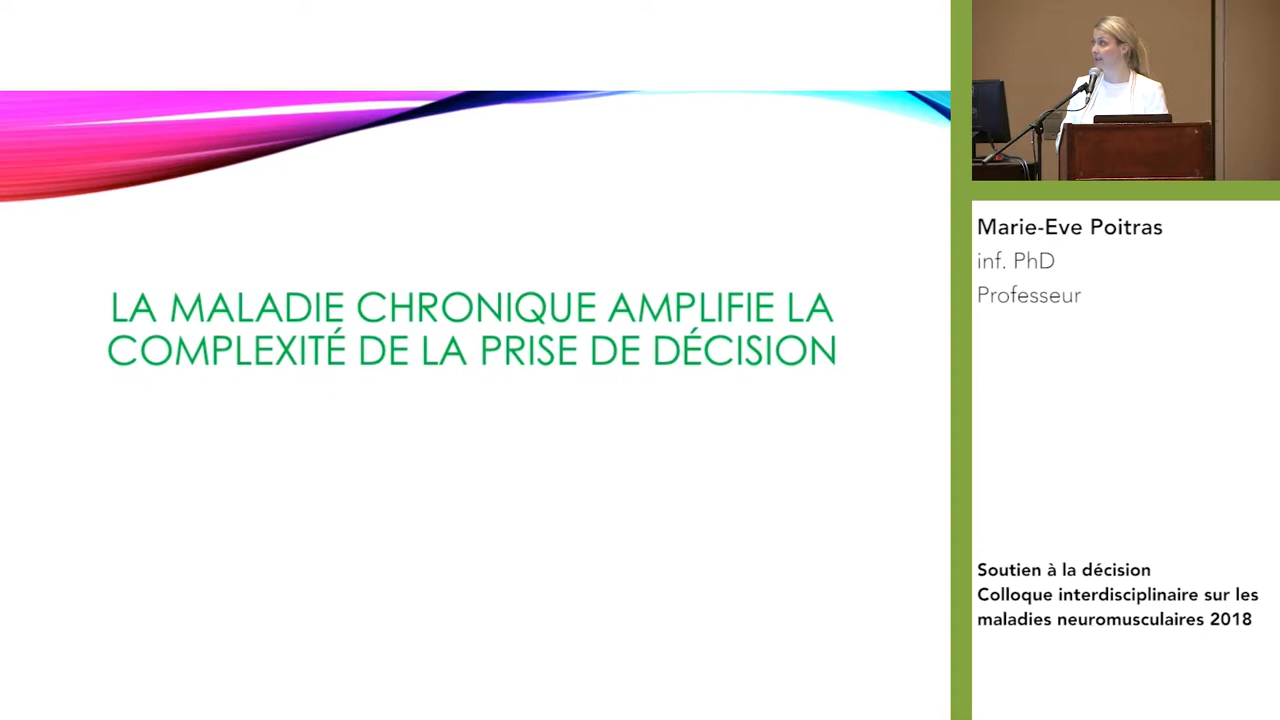 LA MALADIE CHRONIQUE AMPLIFIE LA
COMPLEXITÉ DE LA PRISE DE DÉCISION
Marie-Eve Poitras
inf. PhD
Professeur
Soutien à la décision
Colloque interdisciplinaire sur les
maladies neuromusculaires 2018